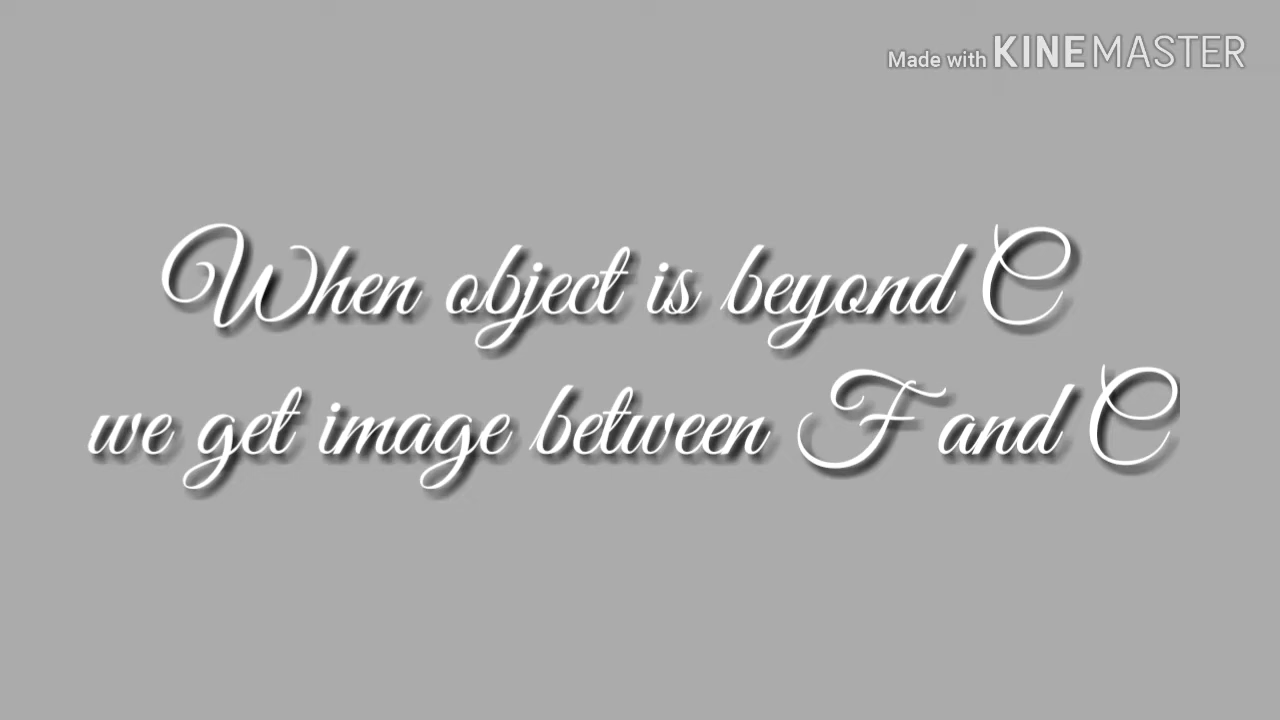 Made with KINEMASTER
When object is beyond C
we get image between F and C